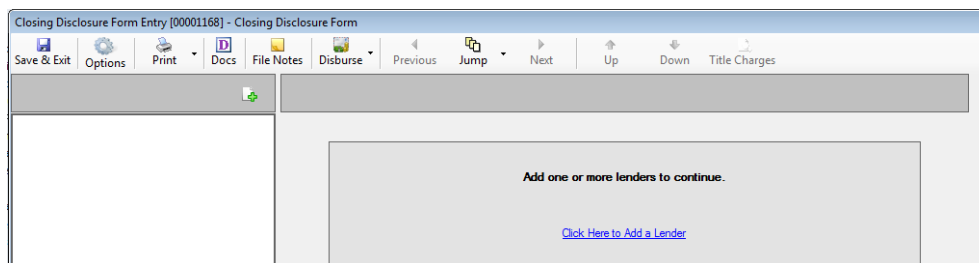 Closing Disclosure Form Entry [00001168] - Closing Disclosure Form
Save & Exit Options Print Docs File Notes Disburse Previous Jump Next Up Down Title Charges
Add one or more lenders to continue.
Click Here to Add a Lender